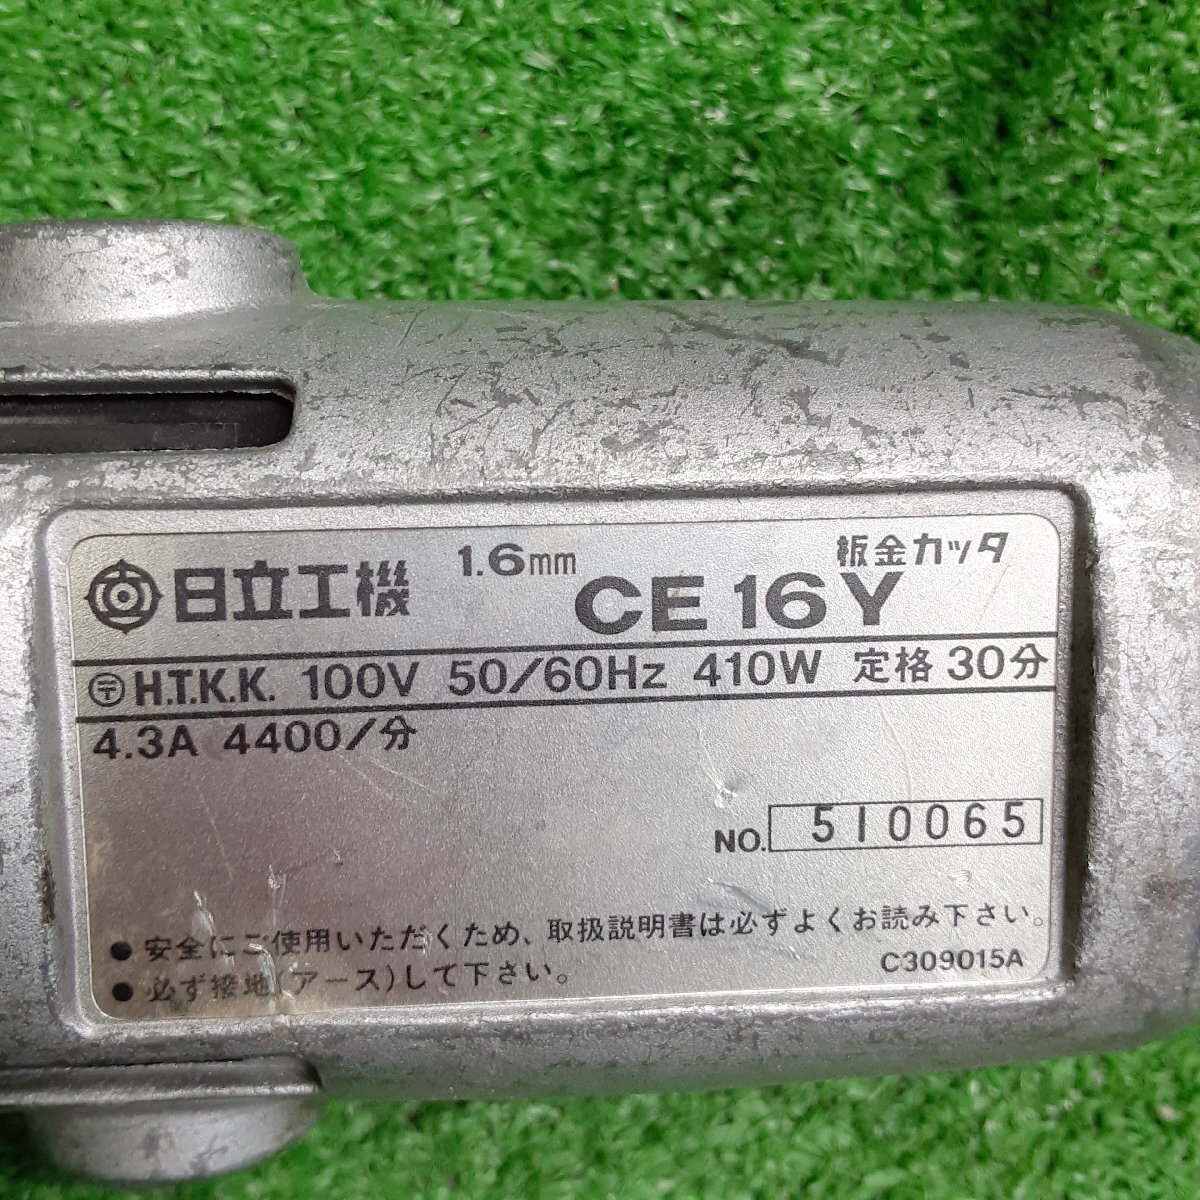 日立工機 1.6mm CE16Y 板金カッタ
〒 H.T.K.K. 100V 50/60Hz 410W 定格 30分
4.3A 4400/分
NO. 510065
● 安全にご使用いただくため、取扱説明書は必ずよくお読み下さい。
● 必ず接地(アース)して下さい。
C309015A